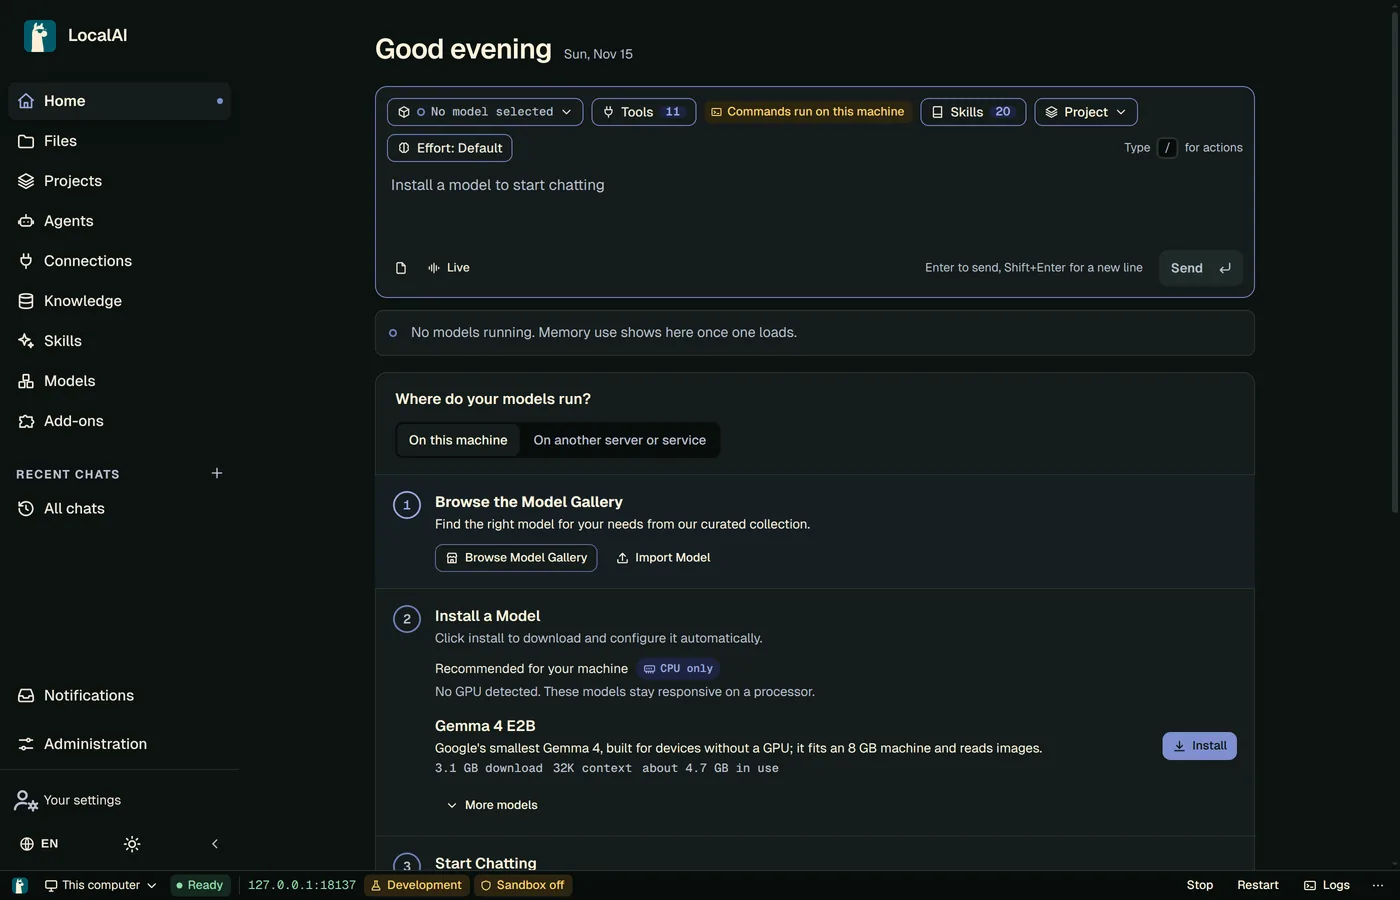 LocalAI
Home
Files
Projects
Agents
Connections
Knowledge
Skills
Models
Add-ons
RECENT CHATS
All chats
Notifications
Administration
Your settings
EN
Good evening Sun, Nov 15
No model selected Tools 11 Commands run on this machine Skills 20 Project
Effort: Default Type / for actions
Install a model to start chatting
Live Enter to send, Shift+Enter for a new line Send
No models running. Memory use shows here once one loads.
Where do your models run?
On this machine On another server or service
1 Browse the Model Gallery
Find the right model for your needs from our curated collection.
Browse Model Gallery Import Model
2 Install a Model
Click install to download and configure it automatically.
Recommended for your machine CPU only
No GPU detected. These models stay responsive on a processor.
Gemma 4 E2B
Google's smallest Gemma 4, built for devices without a GPU; it fits an 8 GB machine and reads images.
3.1 GB download 32K context about 4.7 GB in use
Install
More models
3 Start Chatting
This computer Ready 127.0.0.1:18137 Development Sandbox off Stop Restart Logs